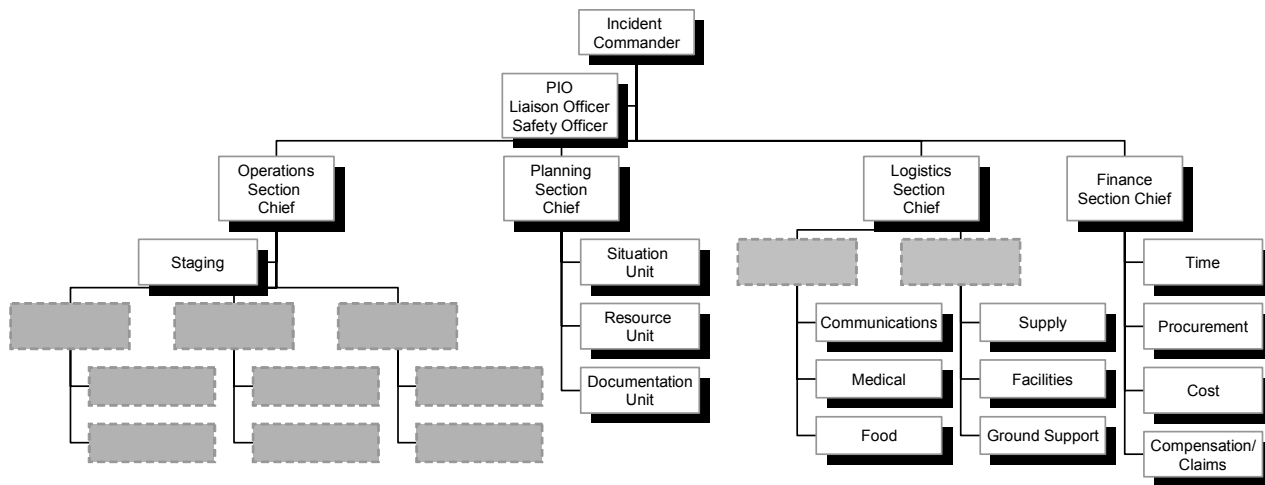 Incident
Commander
PIO
Liaison Officer
Safety Officer
Operations
Section
Chief
Planning
Section
Chief
Logistics
Section
Chief
Finance
Section Chief
Staging
Situation
Unit
Resource
Unit
Documentation
Unit
Communications
Medical
Food
Supply
Facilities
Ground Support
Time
Procurement
Cost
Compensation/
Claims